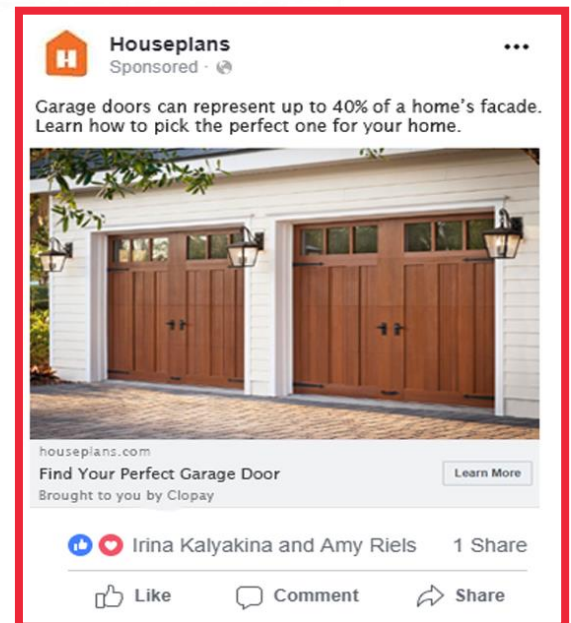 Houseplans
Sponsored ·
Garage doors can represent up to 40% of a home’s facade.
Learn how to pick the perfect one for your home.
houseplans.com
Find Your Perfect Garage Door
Learn More
Brought to you by Clopay
Irina Kalyakina and Amy Riels 1 Share
Like Comment Share